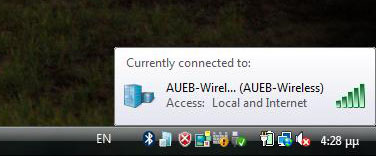 Currently connected to:
AUEB-Wirel... (AUEB-Wireless)
Access: Local and Internet
EN
4:28 μμ